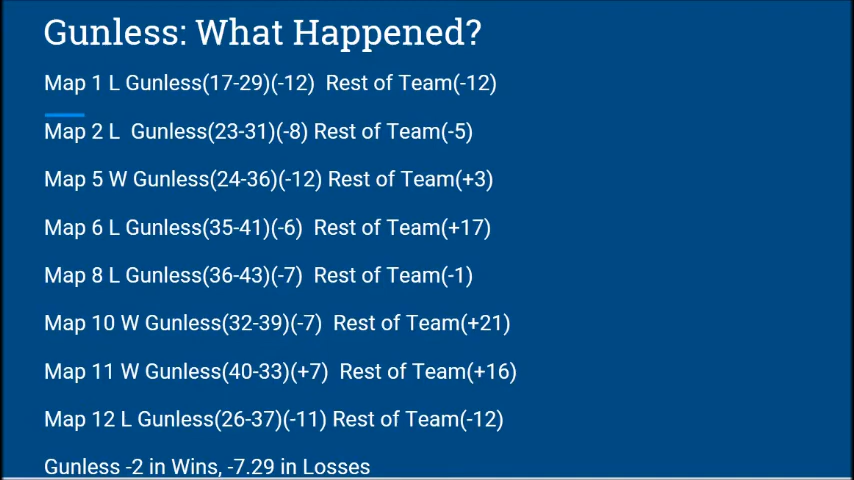 Gunless: What Happened?
Map 1 L Gunless(17-29)(-12) Rest of Team(-12)
Map 2 L Gunless(23-31)(-8) Rest of Team(-5)
Map 5 W Gunless(24-36)(-12) Rest of Team(+3)
Map 6 L Gunless(35-41)(-6) Rest of Team(+17)
Map 8 L Gunless(36-43)(-7) Rest of Team(-1)
Map 10 W Gunless(32-39)(-7) Rest of Team(+21)
Map 11 W Gunless(40-33)(+7) Rest of Team(+16)
Map 12 L Gunless(26-37)(-11) Rest of Team(-12)
Gunless -2 in Wins, -7.29 in Losses